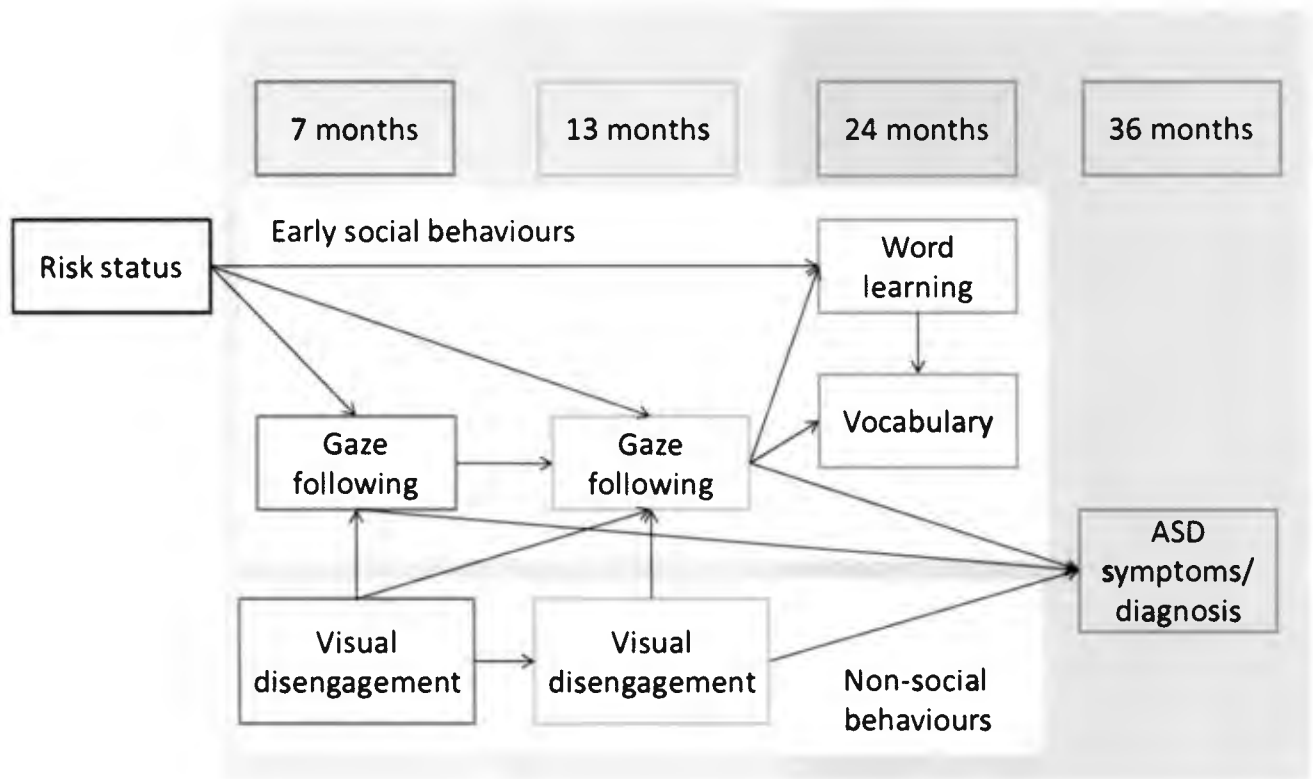 7 months
13 months
24 months
36 months
Risk status
Early social behaviours
Word
learning
Vocabulary
Gaze
following
Gaze
following
ASD
symptoms/
diagnosis
Visual
disengagement
Visual
disengagement
Non-social
behaviours